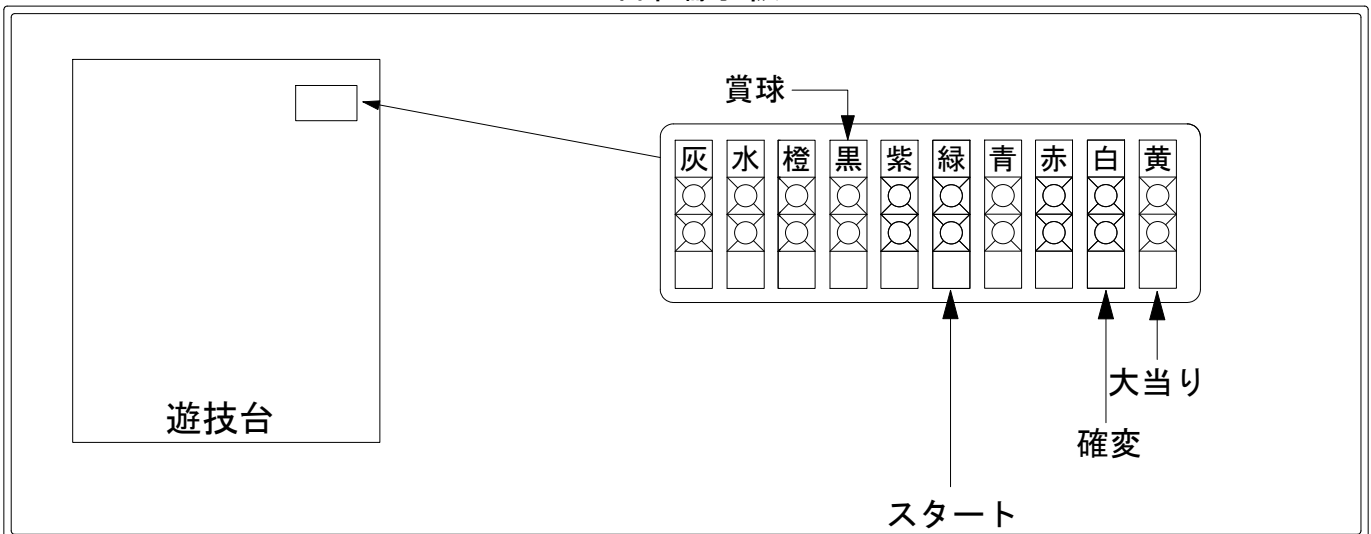 賞球
灰 水 橙 黒 紫 緑 青 赤 白 黄
大当り
遊技台
確変
スタート